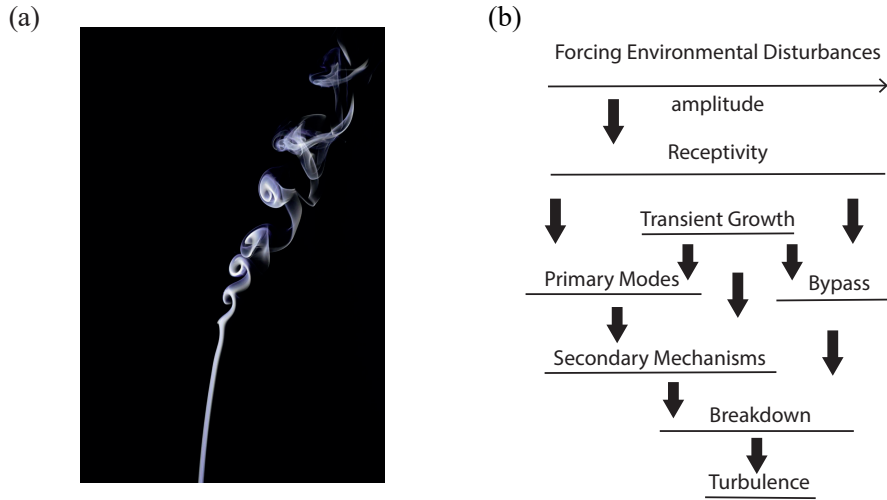 (a)
(b)
Forcing Environmental Disturbances
amplitude
Receptivity
Transient Growth
Primary Modes
Bypass
Secondary Mechanisms
Breakdown
Turbulence